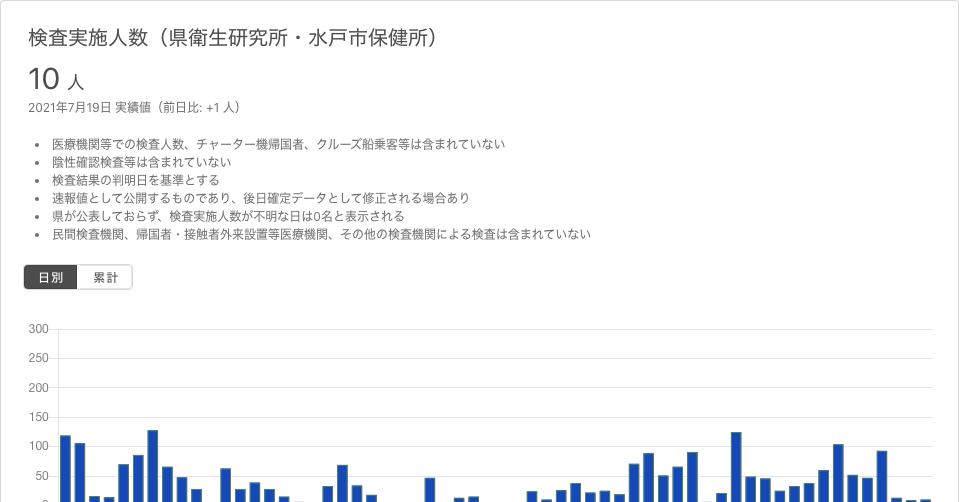 検査実施人数（県衛生研究所・水戸市保健所）
10 人
2021年7月19日 実績値（前日比: +1 人）
医療機関等での検査人数、チャーター機帰国者、クルーズ船乗客等は含まれていない
陰性確認検査等は含まれていない
検査結果の判明日を基準とする
速報値として公開するものであり、後日確定データとして修正される場合あり
県が公表しておらず、検査実施人数が不明な日は0名と表示される
民間検査機関、帰国者・接触者外来設置等医療機関、その他の検査機関による検査は含まれていない
日別 累計
300
250
200
150
100
50